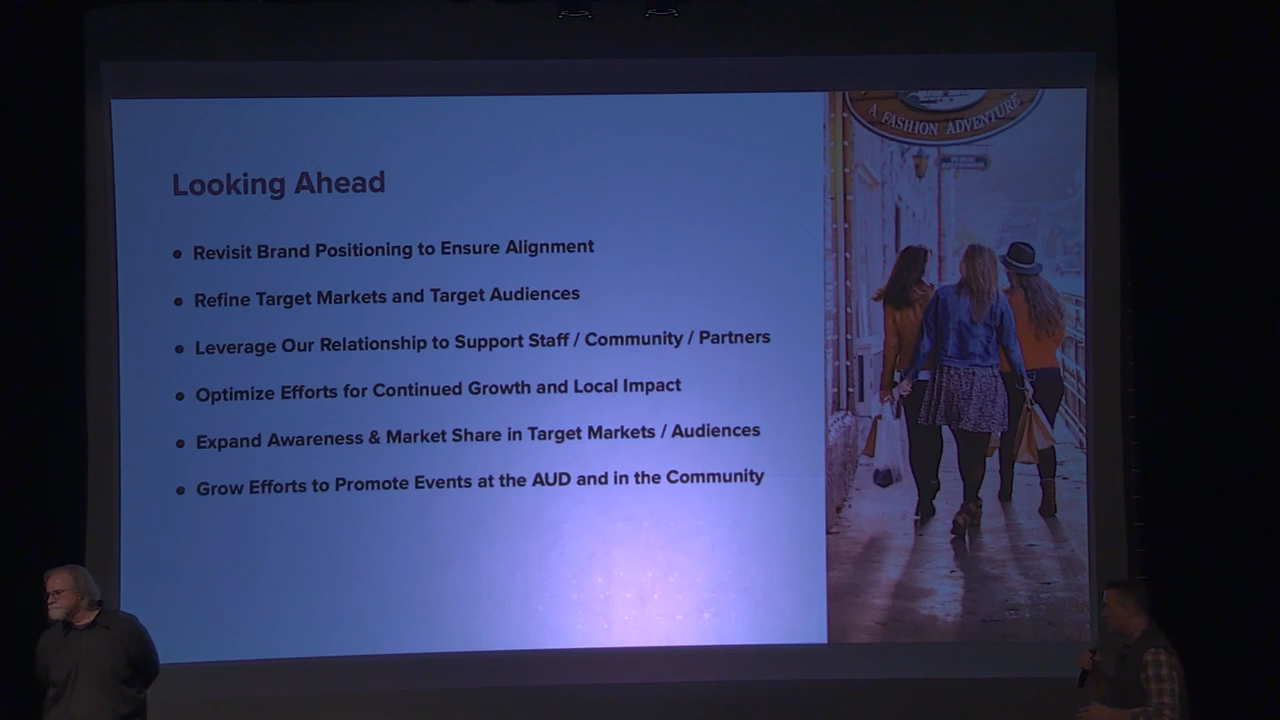 A FASHION ADVENTURE
Looking Ahead
Revisit Brand Positioning to Ensure Alignment
Refine Target Markets and Target Audiences
Leverage Our Relationship to Support Staff / Community / Partners
Optimize Efforts for Continued Growth and Local Impact
Expand Awareness & Market Share in Target Markets / Audiences
Grow Efforts to Promote Events at the AUD and in the Community